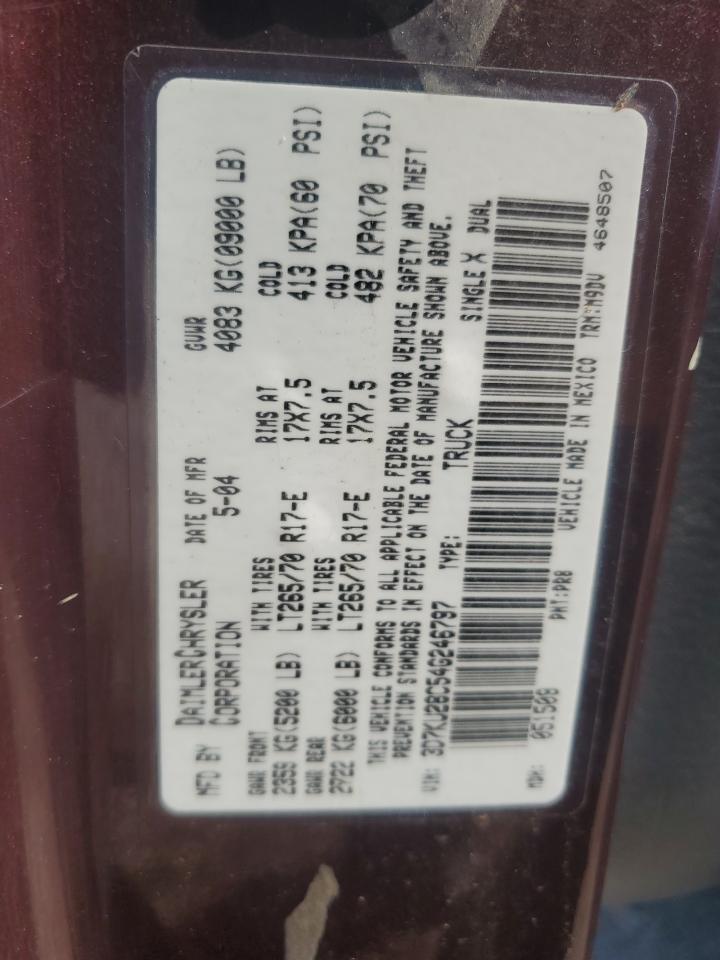 MFD BY DAIMLERCHRYSLER CORPORATION DATE OF MFR 5-04 GVWR 4083 KG(09000 LB)
GAWR FRONT WITH TIRES RIMS AT COLD
2359 KG(5200 LB) LT265/70 R17-E 17X7.5 413 KPA(60 PSI)
GAWR REAR WITH TIRES RIMS AT COLD
2722 KG(6000 LB) LT265/70 R17-E 17X7.5 482 KPA(70 PSI)
THIS VEHICLE CONFORMS TO ALL APPLICABLE FEDERAL MOTOR VEHICLE SAFETY AND THEFT
PREVENTION STANDARDS IN EFFECT ON THE DATE OF MANUFACTURE SHOWN ABOVE.
VIN: 3D7KU28C54G246797 TYPE: TRUCK SINGLE X DUAL
MDH: 051508 PNT:PR8 VEHICLE MADE IN MEXICO TRM:M9DV 4648507